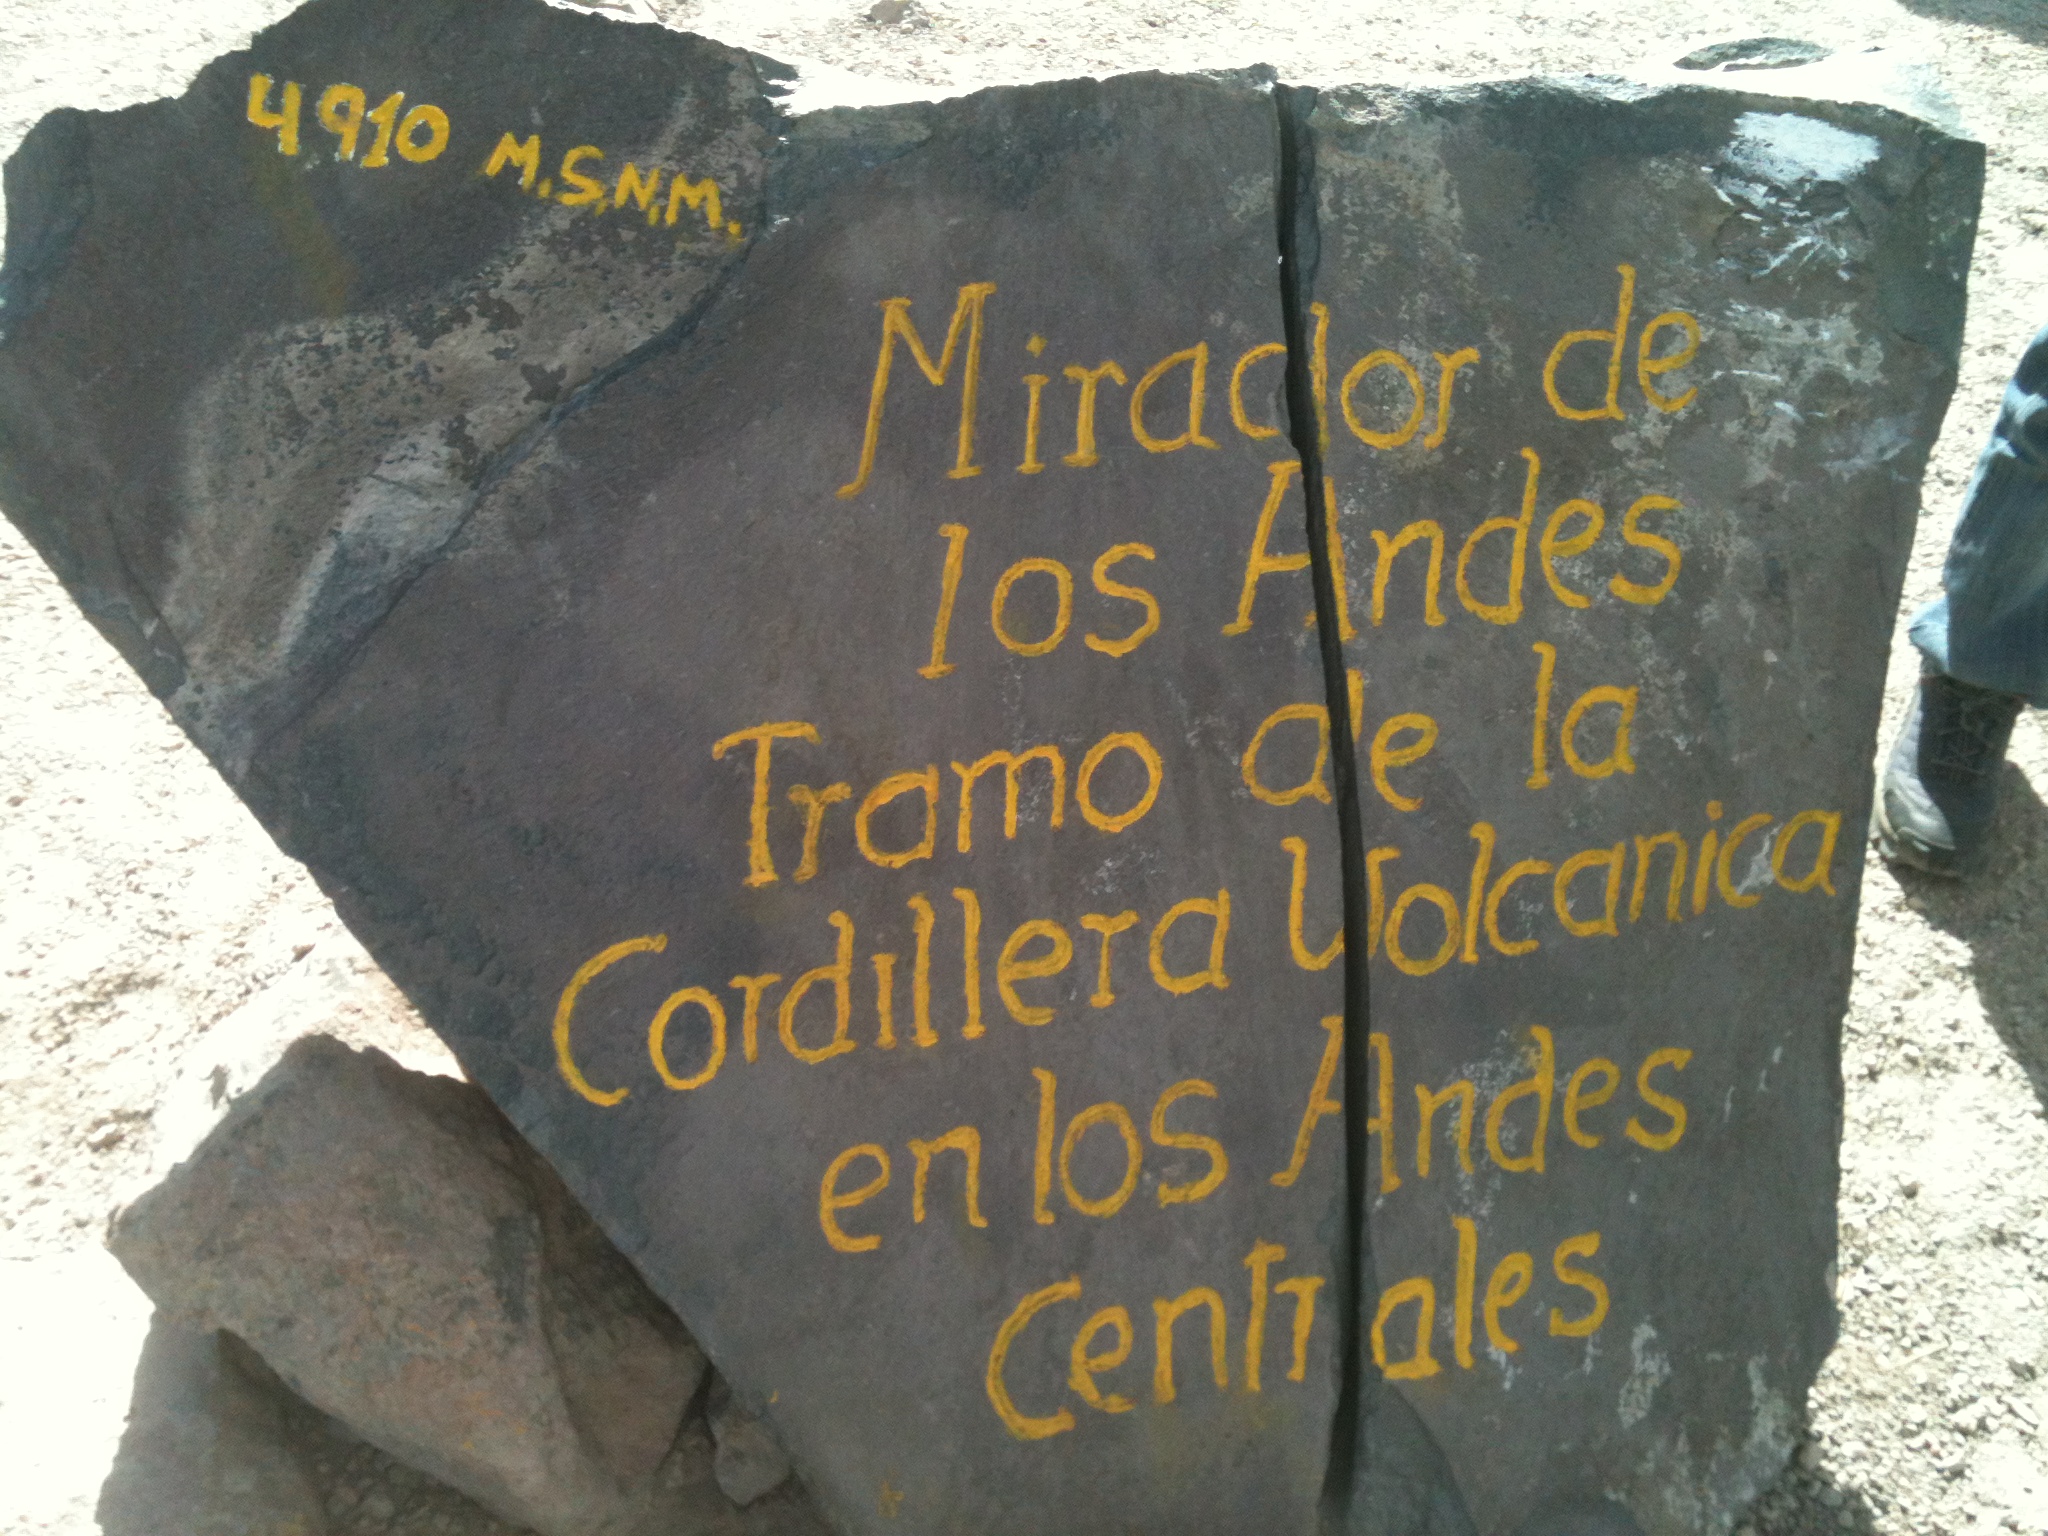 4910 M.S.N.M.
Mirador de
los Andes
Tramo de la
Cordillera Volcanica
en los Andes
Centrales